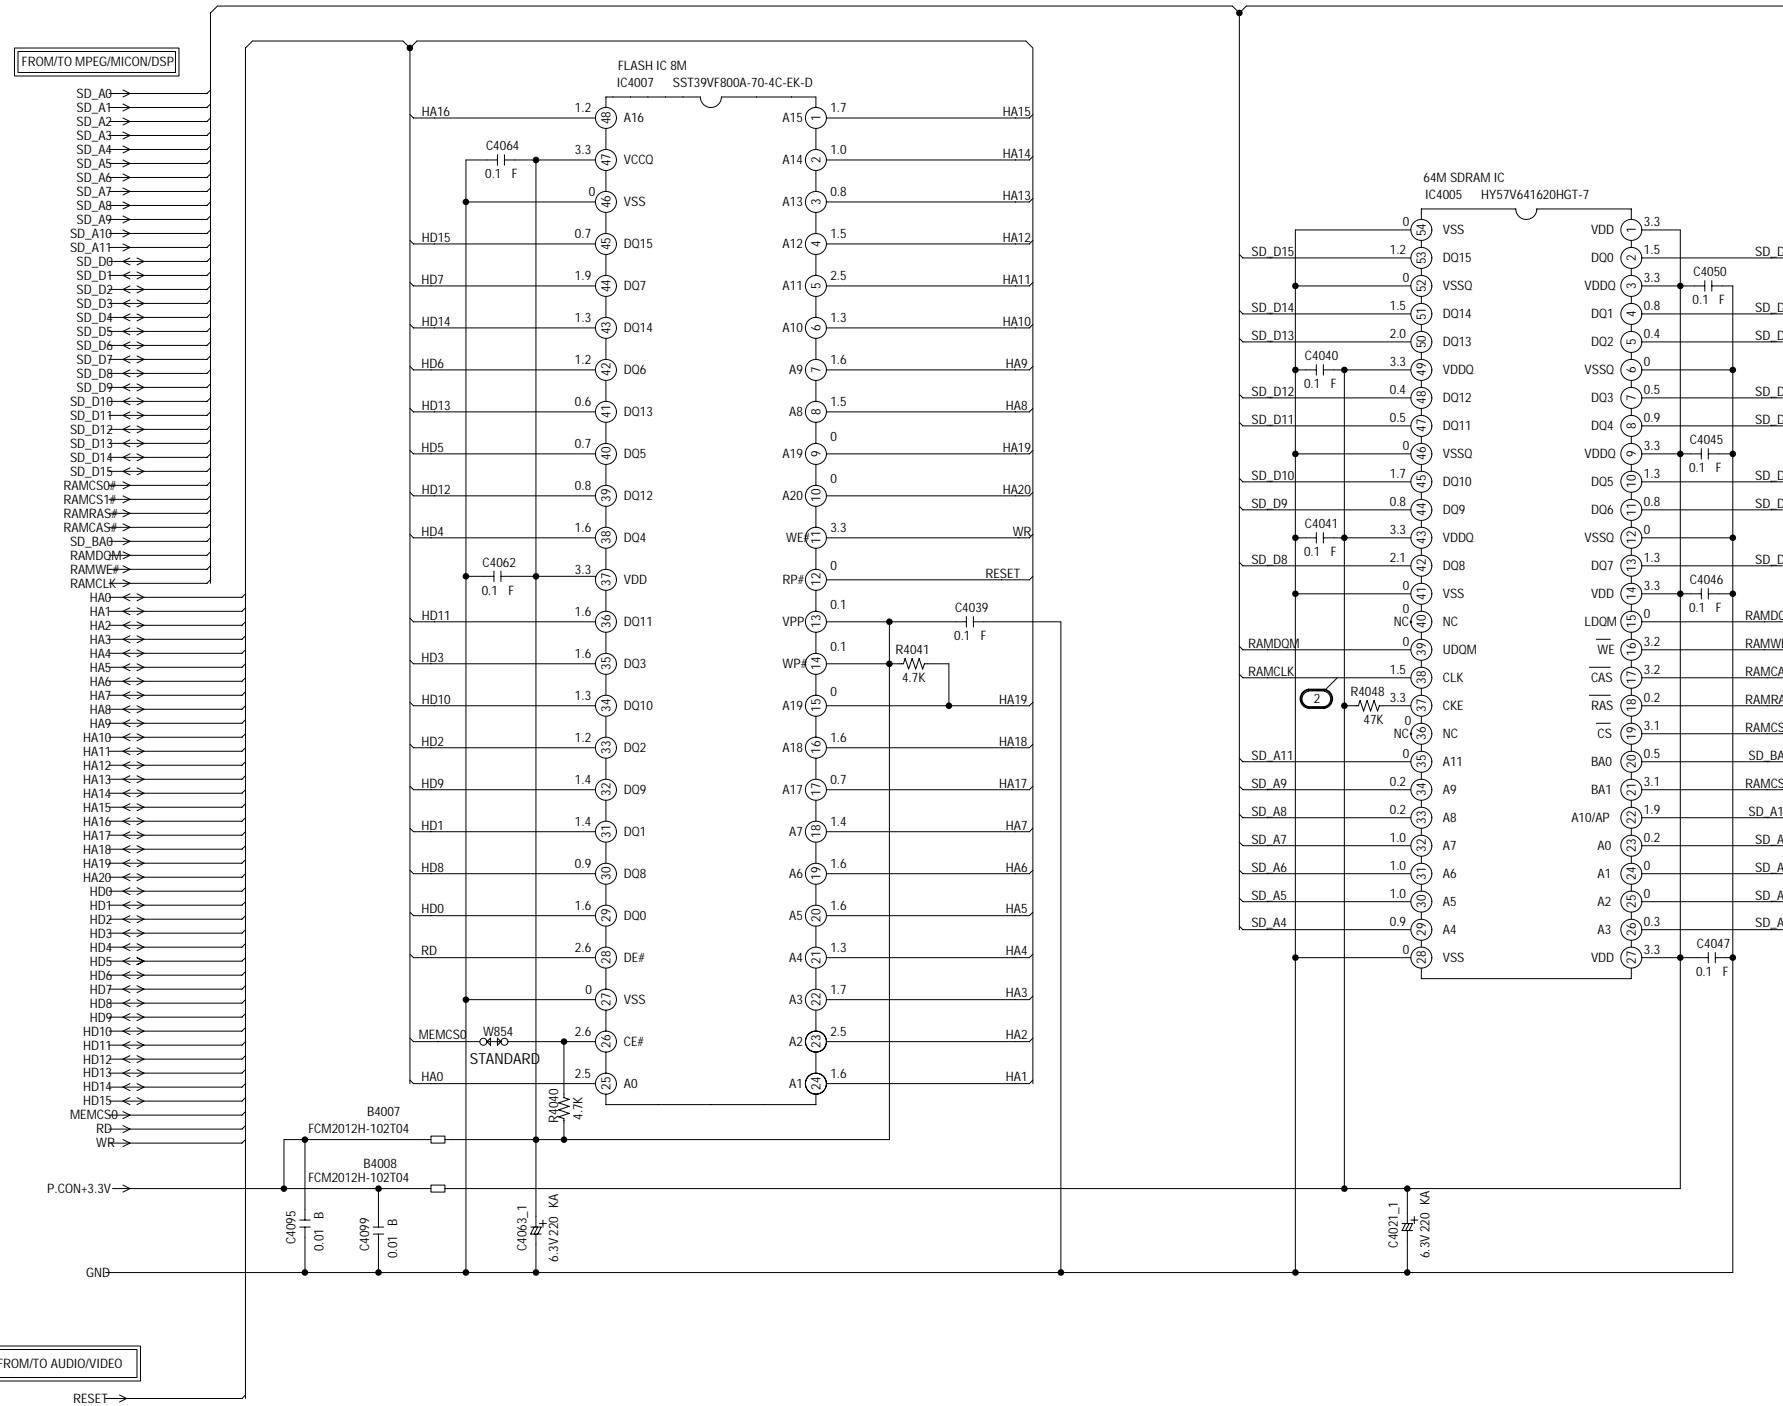 FROM/TO MPEG/MICON/DSP
SD_A0
SD_A1
SD_A2
SD_A3
SD_A4
SD_A5
SD_A6
SD_A7
SD_A8
SD_A9
SD_A10
SD_A11
SD_D0
SD_D1
SD_D2
SD_D3
SD_D4
SD_D5
SD_D6
SD_D7
SD_D8
SD_D9
SD_D10
SD_D11
SD_D12
SD_D13
SD_D14
SD_D15
RAMCS0#
RAMCS1#
RAMRAS#
RAMCAS#
SD_BA0
RAMDQM
RAMWE#
RAMCLK
HA0
HA1
HA2
HA3
HA4
HA5
HA6
HA7
HA8
HA9
HA10
HA11
HA12
HA13
HA14
HA15
HA16
HA17
HA18
HA19
HA20
HD0
HD1
HD2
HD3
HD4
HD5
HD6
HD7
HD8
HD9
HD10
HD11
HD12
HD13
HD14
HD15
MEMCS0
RD
WR
P.CON+3.3V
GND
FROM/TO AUDIO/VIDEO
RESET
FLASH IC 8M
IC4007 SST39VF800A-70-4C-EK-D
HA16 1.2 48 A16 A15 1 1.7 HA15
C4064 0.1 F 3.3 47 VCCQ A14 2 1.0 HA14
0 46 VSS A13 3 0.8 HA13
HD15 0.7 45 DQ15 A12 4 1.5 HA12
HD7 1.9 44 DQ7 A11 5 2.5 HA11
HD14 1.3 43 DQ14 A10 6 1.3 HA10
HD6 1.2 42 DQ6 A9 7 1.6 HA9
HD13 0.6 41 DQ13 A8 8 1.5 HA8
HD5 0.7 40 DQ5 A19 9 0 HA19
HD12 0.8 39 DQ12 A20 10 0 HA20
HD4 1.6 38 DQ4 WE# 11 3.3 WR
C4062 0.1 F 3.3 37 VDD RP# 12 0 RESET
HD11 1.6 36 DQ11 VPP 13 0.1 C4039 0.1 F
HD3 1.6 35 DQ3 WP# 14 0.1 R4041 4.7K
HD10 1.3 34 DQ10 A19 15 0 HA19
HD2 1.2 33 DQ2 A18 16 1.6 HA18
HD9 1.4 32 DQ9 A17 17 0.7 HA17
HD1 1.4 31 DQ1 A7 18 1.4 HA7
HD8 0.9 30 DQ8 A6 19 1.6 HA6
HD0 1.6 29 DQ0 A5 20 1.6 HA5
RD 2.6 28 DE# A4 21 1.3 HA4
0 27 VSS A3 22 1.7 HA3
MEMCS0 W854 STANDARD 2.6 26 CE# A2 23 2.5 HA2
HA0 2.5 25 A0 A1 24 1.6 HA1
R4040 4.7K
B4007
FCM2012H-102T04
B4008
FCM2012H-102T04
C4095 0.01 B
C4099 0.01 B
C4063_1 + 6.3V 220 KA
64M SDRAM IC
IC4005 HY57V641620HGT-7
0 54 VSS VDD 1 3.3
SD_D15 1.2 53 DQ15 DQ0 2 1.5 SD_D
0 52 VSSQ VDDQ 3 3.3 C4050 0.1 F
SD_D14 1.5 51 DQ14 DQ1 4 0.8 SD_D
SD_D13 2.0 50 DQ13 DQ2 5 0.4 SD_D
C4040 0.1 F 3.3 49 VDDQ VSSQ 6 0
SD_D12 0.4 48 DQ12 DQ3 7 0.5 SD_D
SD_D11 0.5 47 DQ11 DQ4 8 0.9 SD_D
0 46 VSSQ VDDQ 9 3.3 C4045 0.1 F
SD_D10 1.7 45 DQ10 DQ5 10 1.3 SD_D
SD_D9 0.8 44 DQ9 DQ6 11 0.8 SD_D
C4041 0.1 F 3.3 43 VDDQ VSSQ 12 0
SD_D8 2.1 42 DQ8 DQ7 13 1.3 SD_D
0 41 VSS VDD 14 3.3 C4046 0.1 F
0 NC 40 NC LDQM 15 0 RAMDQ
RAMDQM 0 39 UDQM WE 16 3.2 RAMWE
RAMCLK 1.5 38 CLK CAS 17 3.2 RAMCA
2 R4048 47K 3.3 37 CKE RAS 18 0.2 RAMRA
0 NC 36 NC CS 19 3.1 RAMCS
SD_A11 0 35 A11 BA0 20 0.5 SD_BA
SD_A9 0.2 34 A9 BA1 21 3.1 RAMCS
SD_A8 0.2 33 A8 A10/AP 22 1.9 SD_A1
SD_A7 1.0 32 A7 A0 23 0.2 SD_A
SD_A6 1.0 31 A6 A1 24 0 SD_A
SD_A5 1.0 30 A5 A2 25 0 SD_A
SD_A4 0.9 29 A4 A3 26 0.3 SD_A
0 28 VSS VDD 27 3.3 C4047 0.1 F
C4021_1 + 6.3V 220 KA